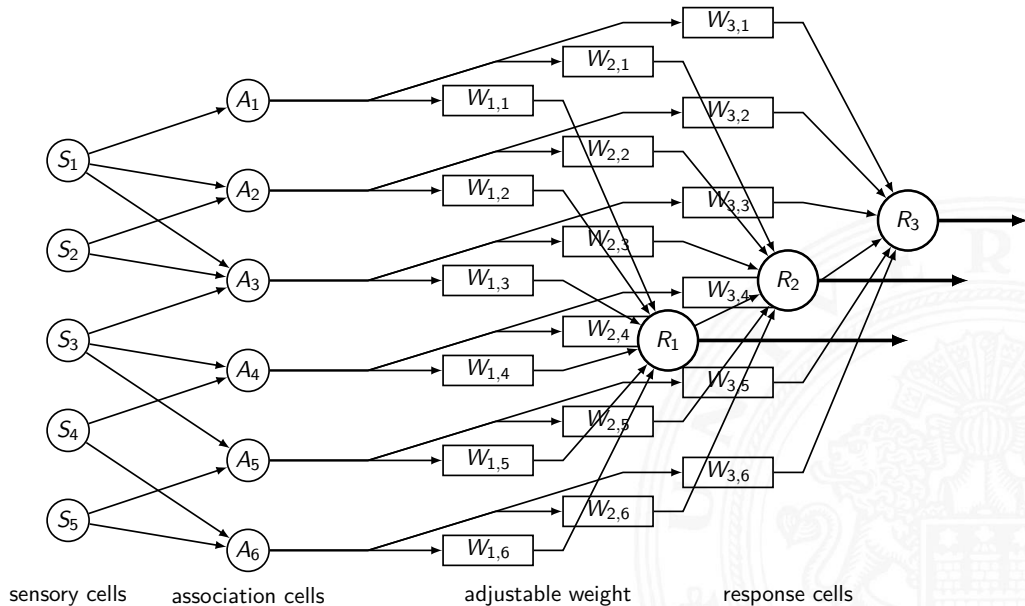 W3,1
W2,1
A1
W1,1
W3,2
W2,2
S1
A2
W1,2
W3,3
R3
W2,3
S2
A3
W1,3
W3,4
R2
W2,4
S3
R1
A4
W1,4
W3,5
W2,5
S4
A5
W1,5
W3,6
W2,6
S5
A6
W1,6
sensory cells association cells adjustable weight response cells